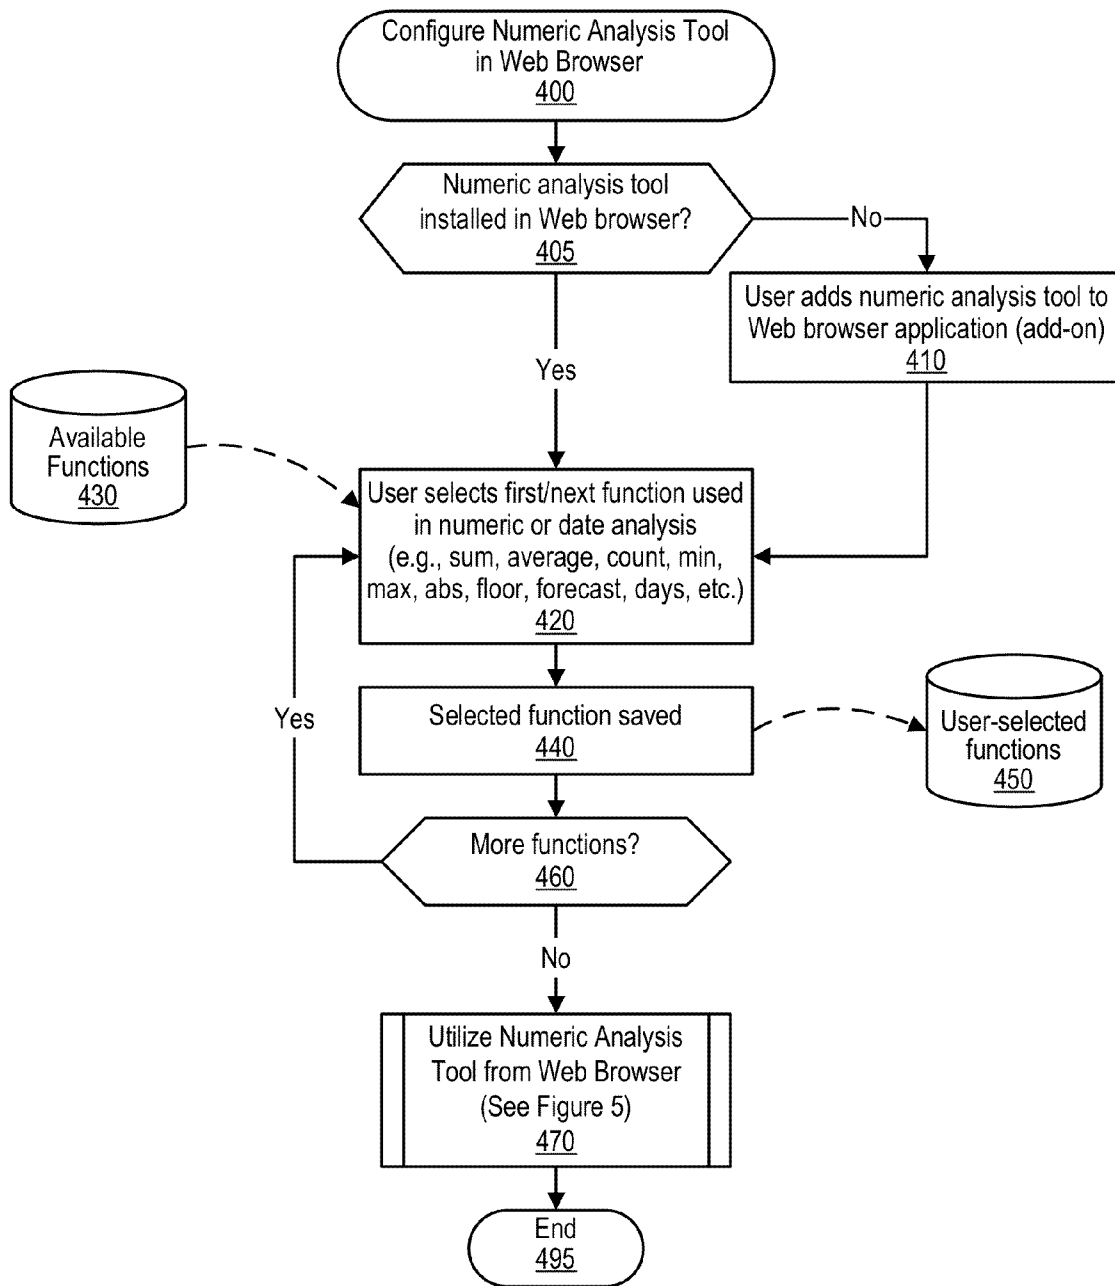 Configure Numeric Analysis Tool
in Web Browser
400
Numeric analysis tool
installed in Web browser?
405
No
User adds numeric analysis tool to
Web browser application (add-on)
410
Yes
Available
Functions
430
User selects first/next function used
in numeric or date analysis
(e.g., sum, average, count, min,
max, abs, floor, forecast, days, etc.)
420
Yes
Selected function saved
440
User-selected
functions
450
More functions?
460
No
Utilize Numeric Analysis
Tool from Web Browser
(See Figure 5)
470
End
495